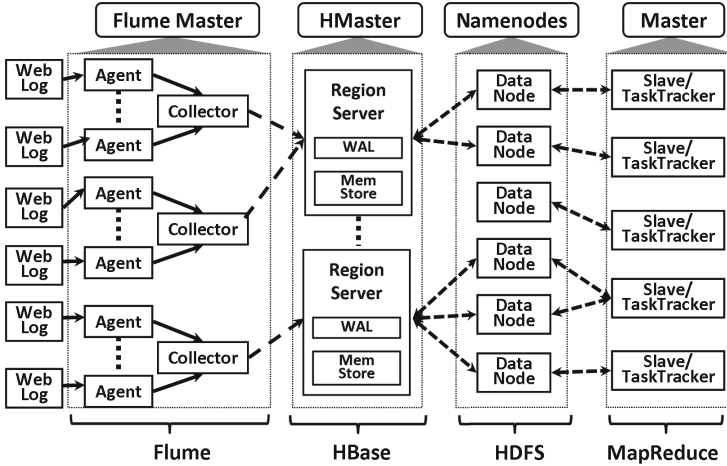 Flume Master
HMaster
Namenodes
Master
Web
Log
Web
Log
Web
Log
Web
Log
Web
Log
Web
Log
Agent
Agent
Agent
Agent
Agent
Agent
Collector
Collector
Collector
Region
Server
WAL
Mem
Store
Region
Server
WAL
Mem
Store
Data
Node
Data
Node
Data
Node
Data
Node
Data
Node
Data
Node
Slave/
TaskTracker
Slave/
TaskTracker
Slave/
TaskTracker
Slave/
TaskTracker
Slave/
TaskTracker
Flume
HBase
HDFS
MapReduce